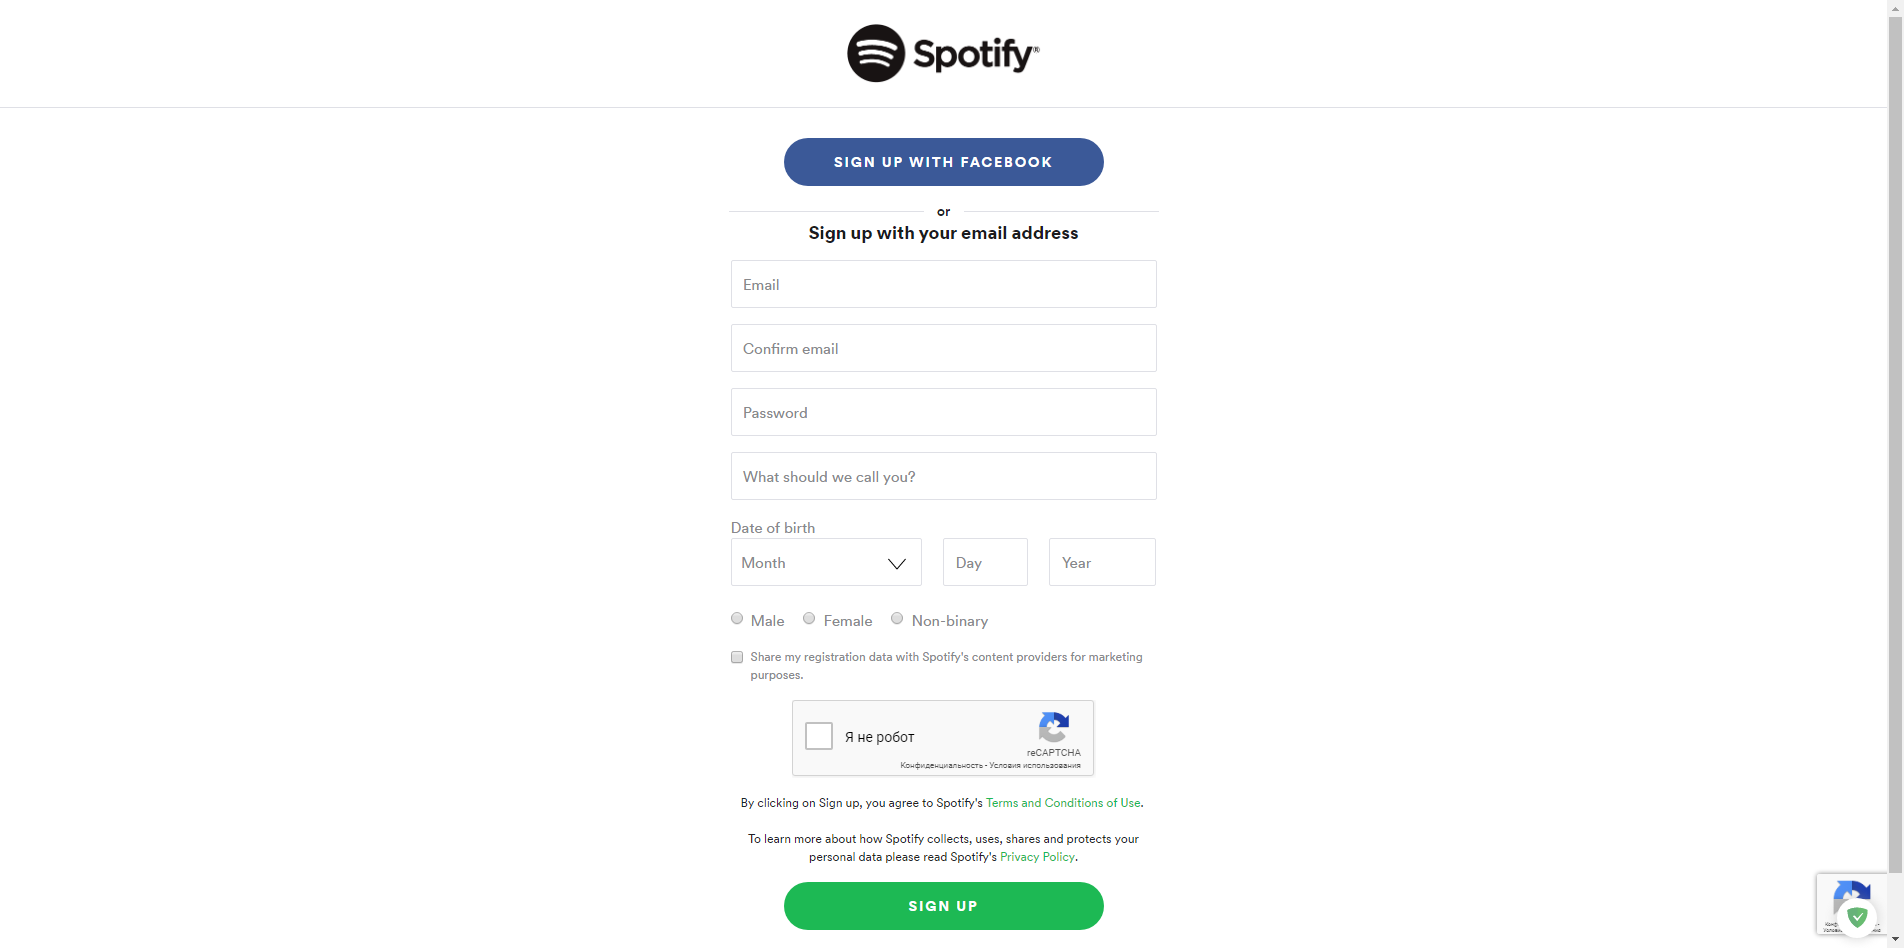 Spotify®
SIGN UP WITH FACEBOOK
or
Sign up with your email address
Email
Confirm email
Password
What should we call you?
Date of birth
Month
Day
Year
Male
Female
Non-binary
Share my registration data with Spotify's content providers for marketing
purposes.
Я не робот
reCAPTCHA
Конфиденциальность - Условия использования
By clicking on Sign up, you agree to Spotify's Terms and Conditions of Use.
To learn more about how Spotify collects, uses, shares and protects your
personal data please read Spotify's Privacy Policy.
SIGN UP